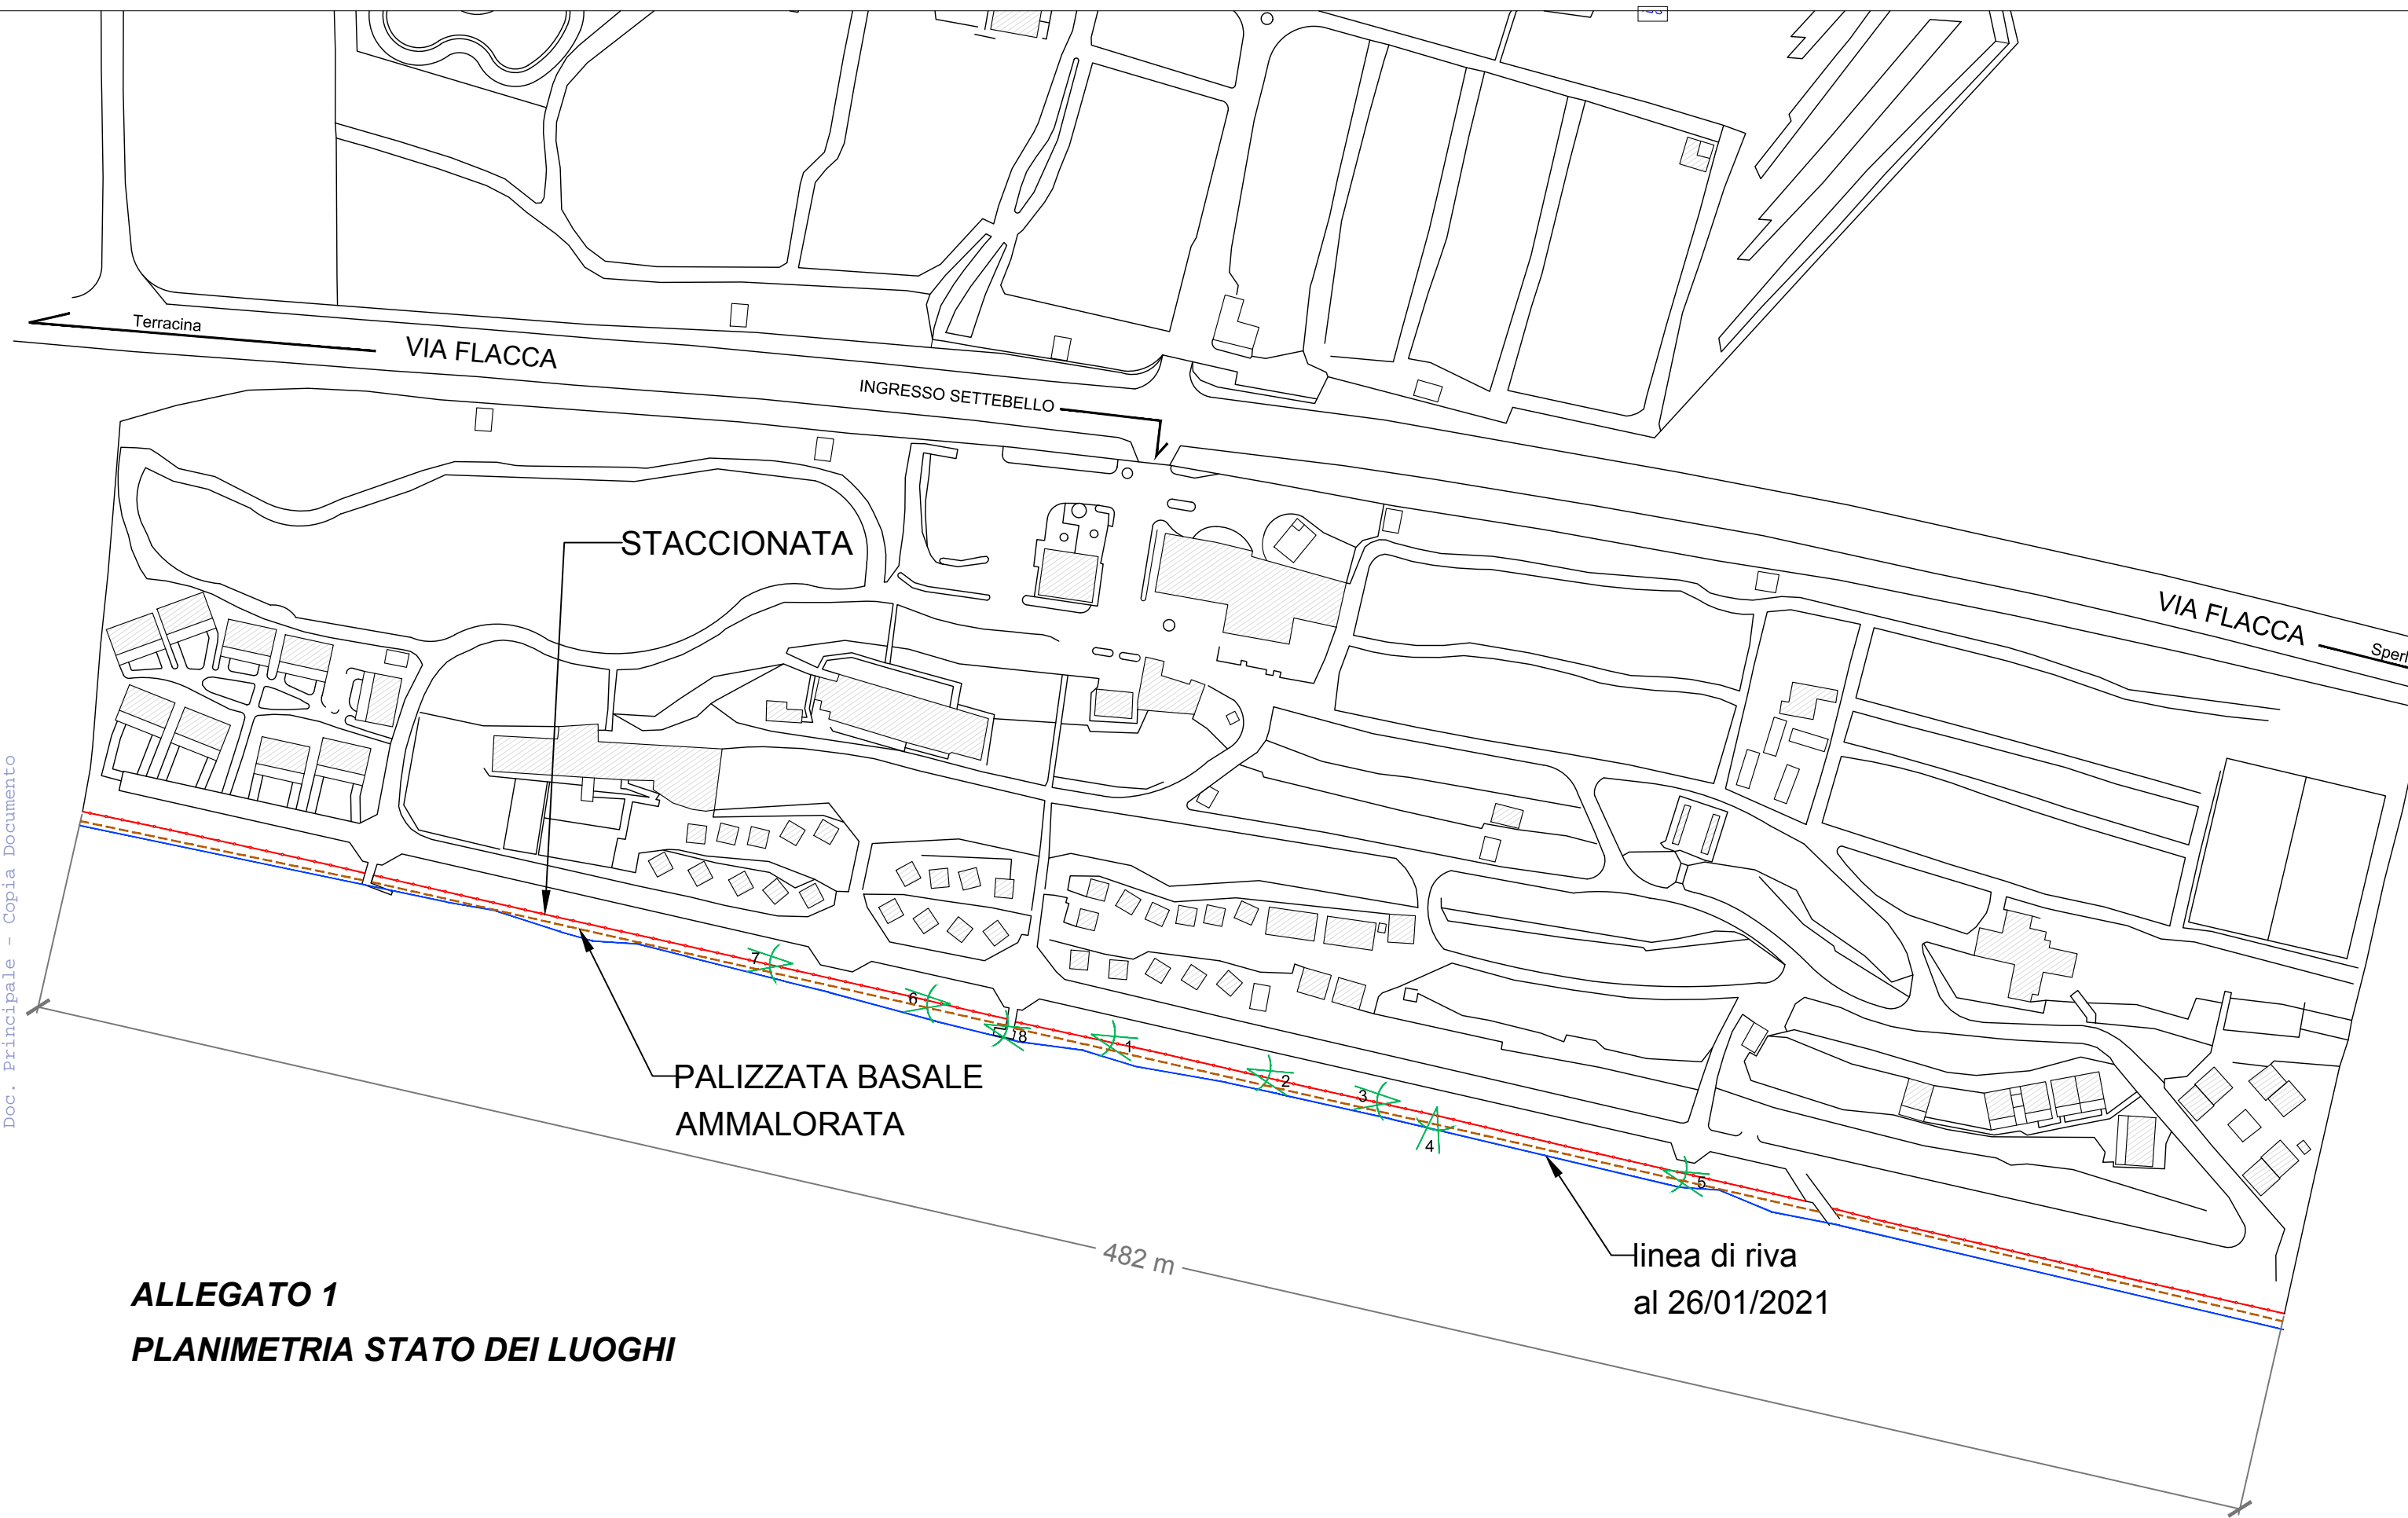 Terracina
VIA FLACCA
INGRESSO SETTEBELLO
STACCIONATA
VIA FLACCA
Doc. Principale - Copia Documento
7
6
8
1
2
3
4
5
PALIZZATA BASALE
AMMALORATA
482 m
linea di riva
al 26/01/2021
ALLEGATO 1
PLANIMETRIA STATO DEI LUOGHI